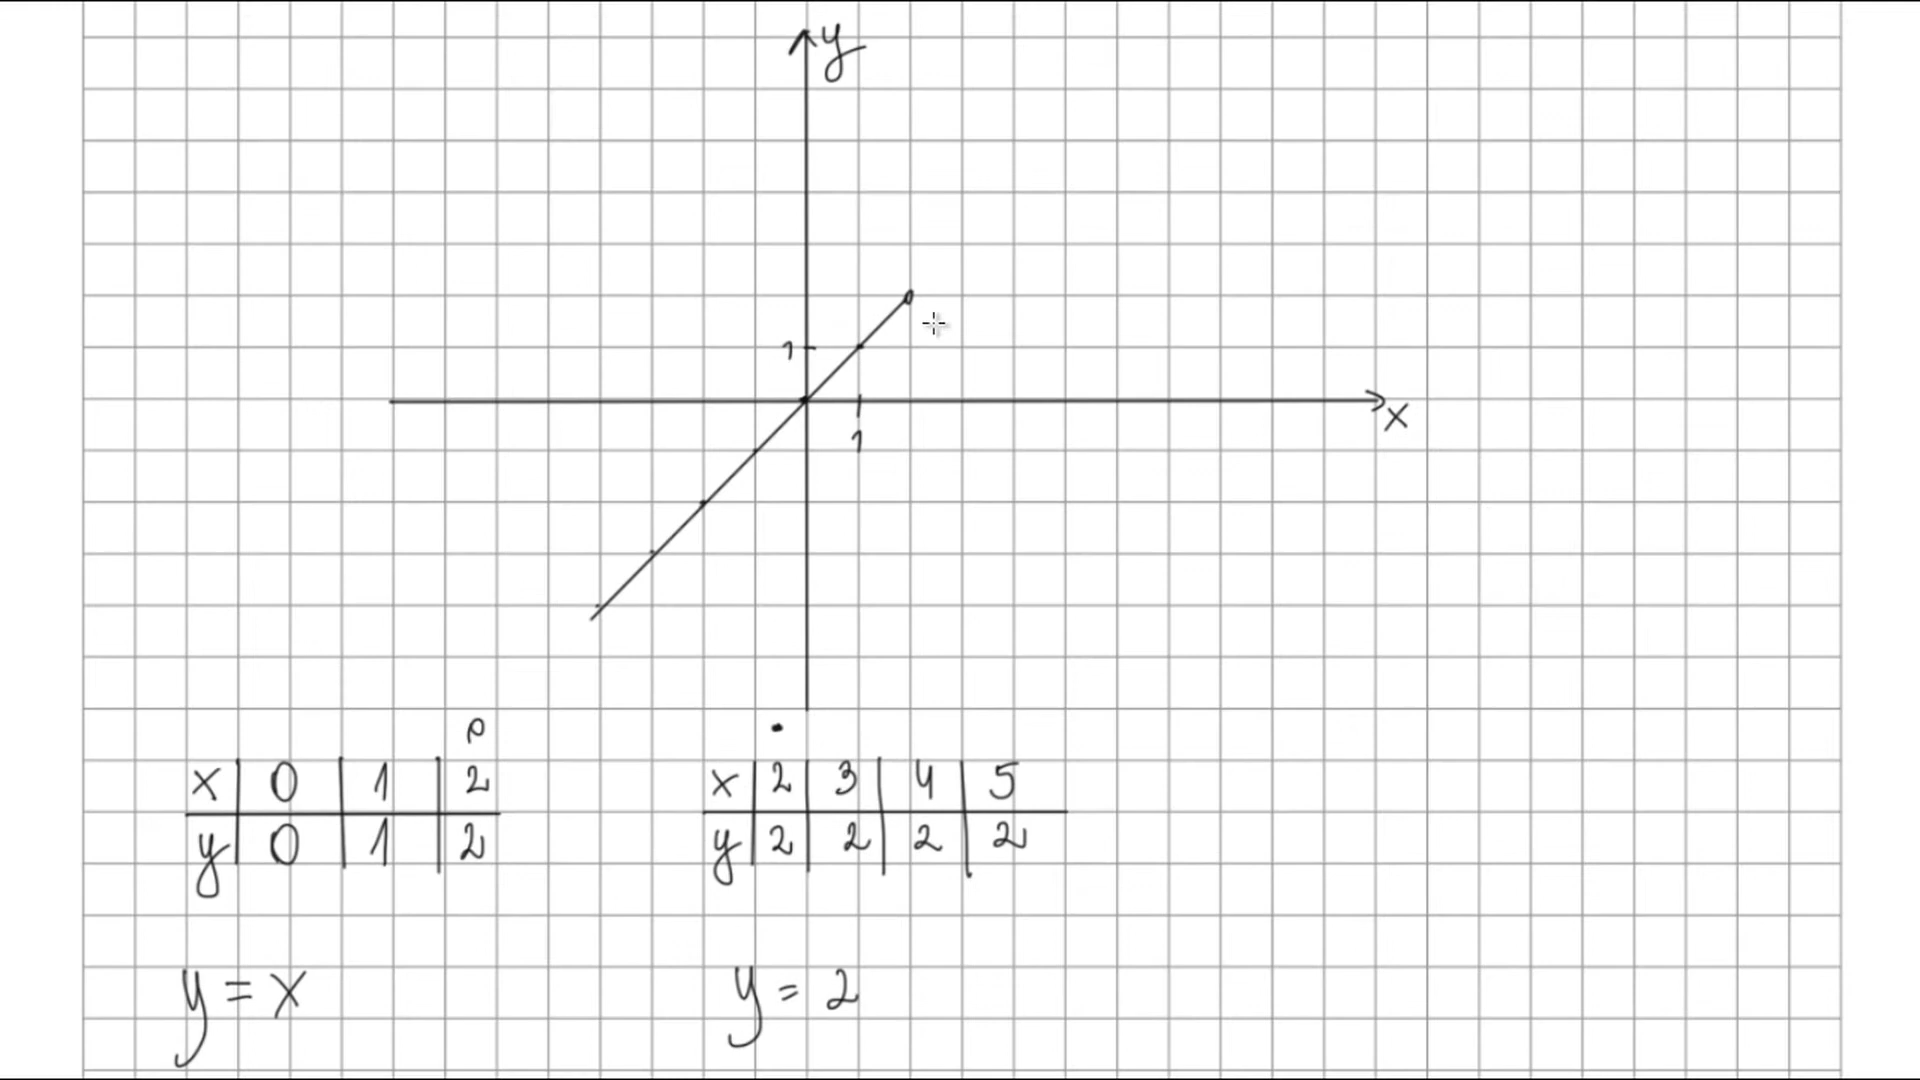 y
1
x
1
x 0 1 2
y 0 1 2
x 2 3 4 5
y 2 2 2 2
y = x
y = 2